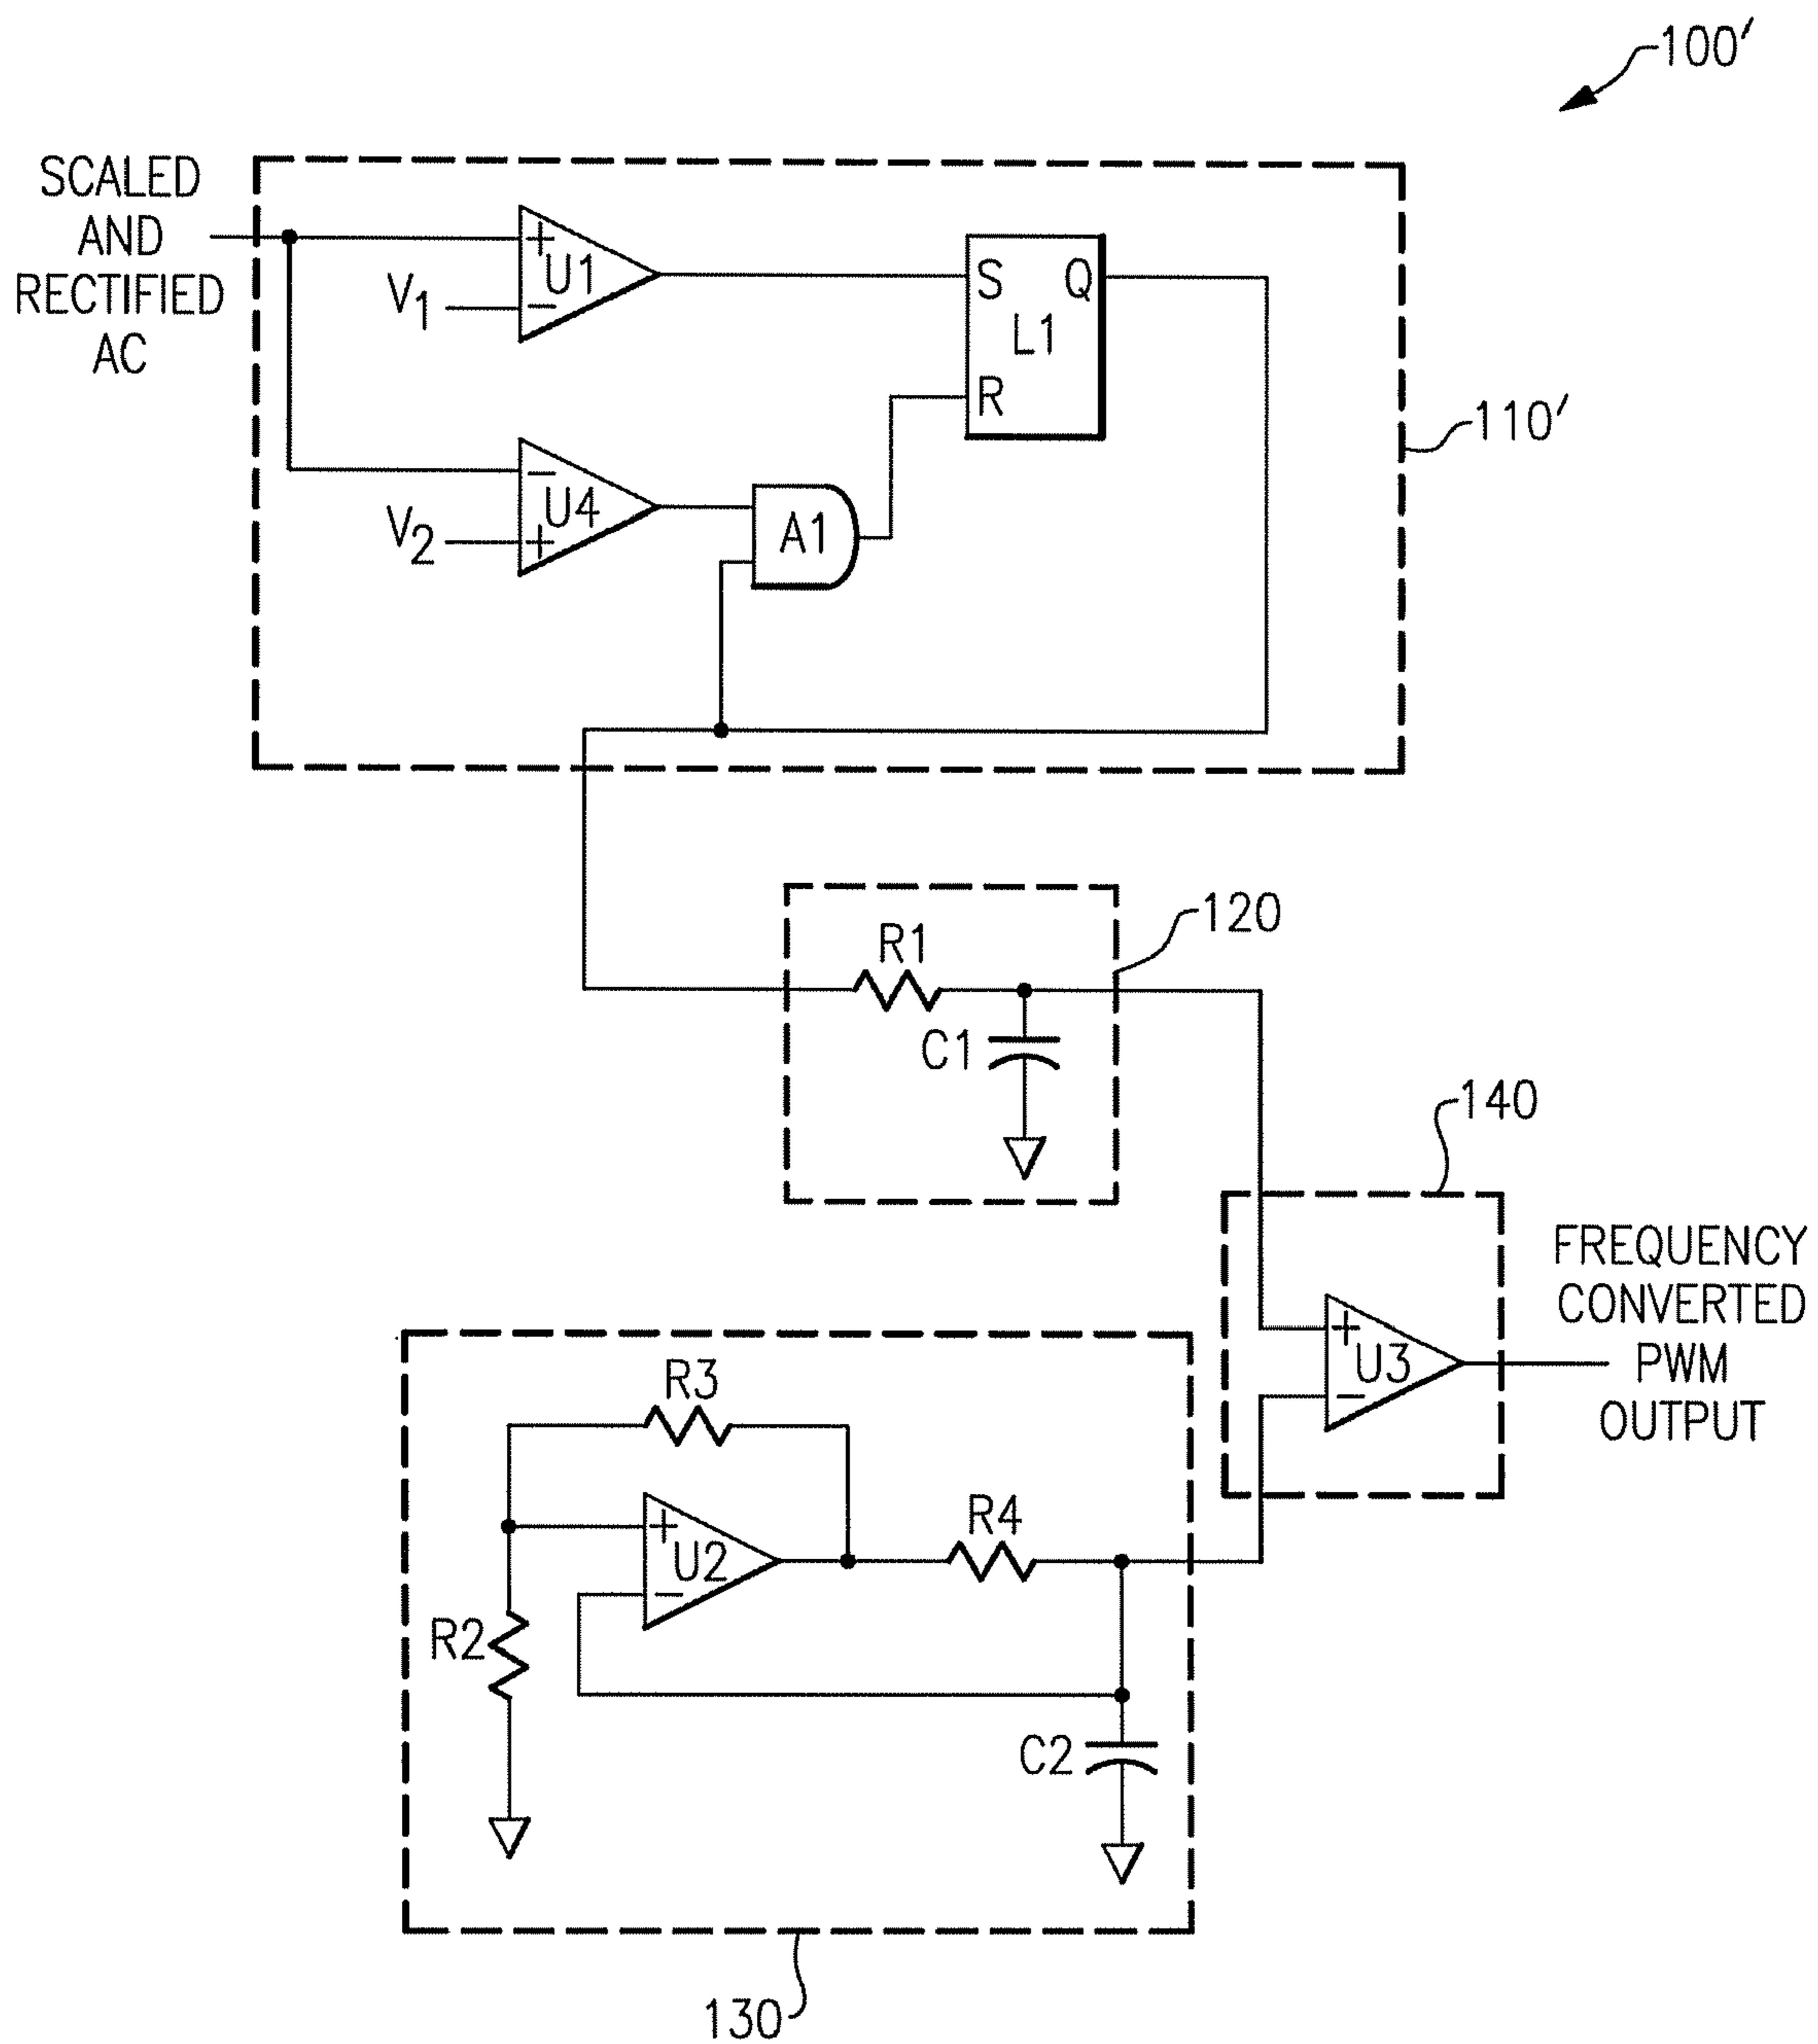 100'
SCALED
AND
RECTIFIED
AC
U1
V1
S Q
L1
R
110'
U4
V2
A1
120
R1
C1
140
FREQUENCY
CONVERTED
PWM
OUTPUT
U3
R3
R4
U2
R2
C2
130